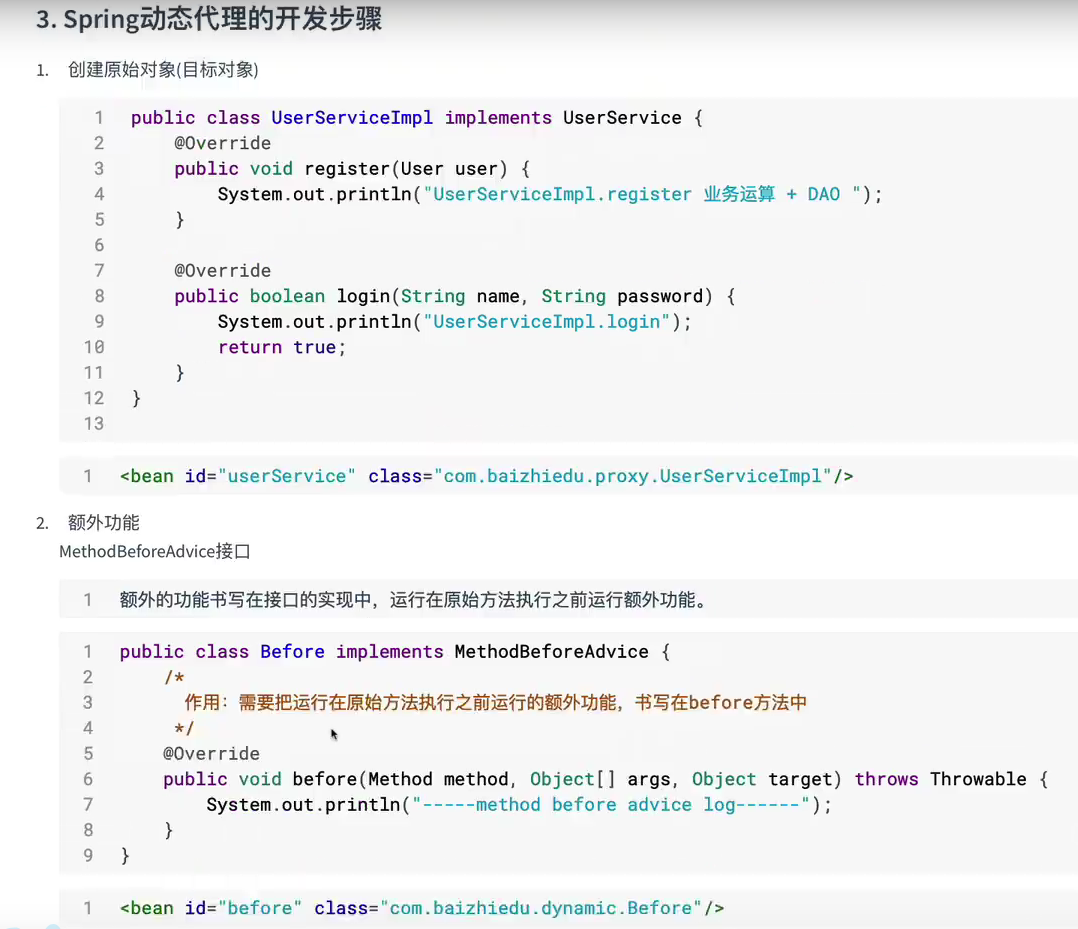 3. Spring动态代理的开发步骤
1. 创建原始对象(目标对象)
1 public class UserServiceImpl implements UserService {
2 @Override
3 public void register(User user) {
4 System.out.println("UserServiceImpl.register 业务运算 + DAO ");
5 }
6
7 @Override
8 public boolean login(String name, String password) {
9 System.out.println("UserServiceImpl.login");
10 return true;
11 }
12 }
13
1 <bean id="userService" class="com.baizhiedu.proxy.UserServiceImpl"/>
2. 额外功能
MethodBeforeAdvice接口
1 额外的功能书写在接口的实现中，运行在原始方法执行之前运行额外功能。
1 public class Before implements MethodBeforeAdvice {
2 /*
3 作用：需要把运行在原始方法执行之前运行的额外功能，书写在before方法中
4 */
5 @Override
6 public void before(Method method, Object[] args, Object target) throws Throwable {
7 System.out.println("-----method before advice log------");
8 }
9 }
1 <bean id="before" class="com.baizhiedu.dynamic.Before"/>